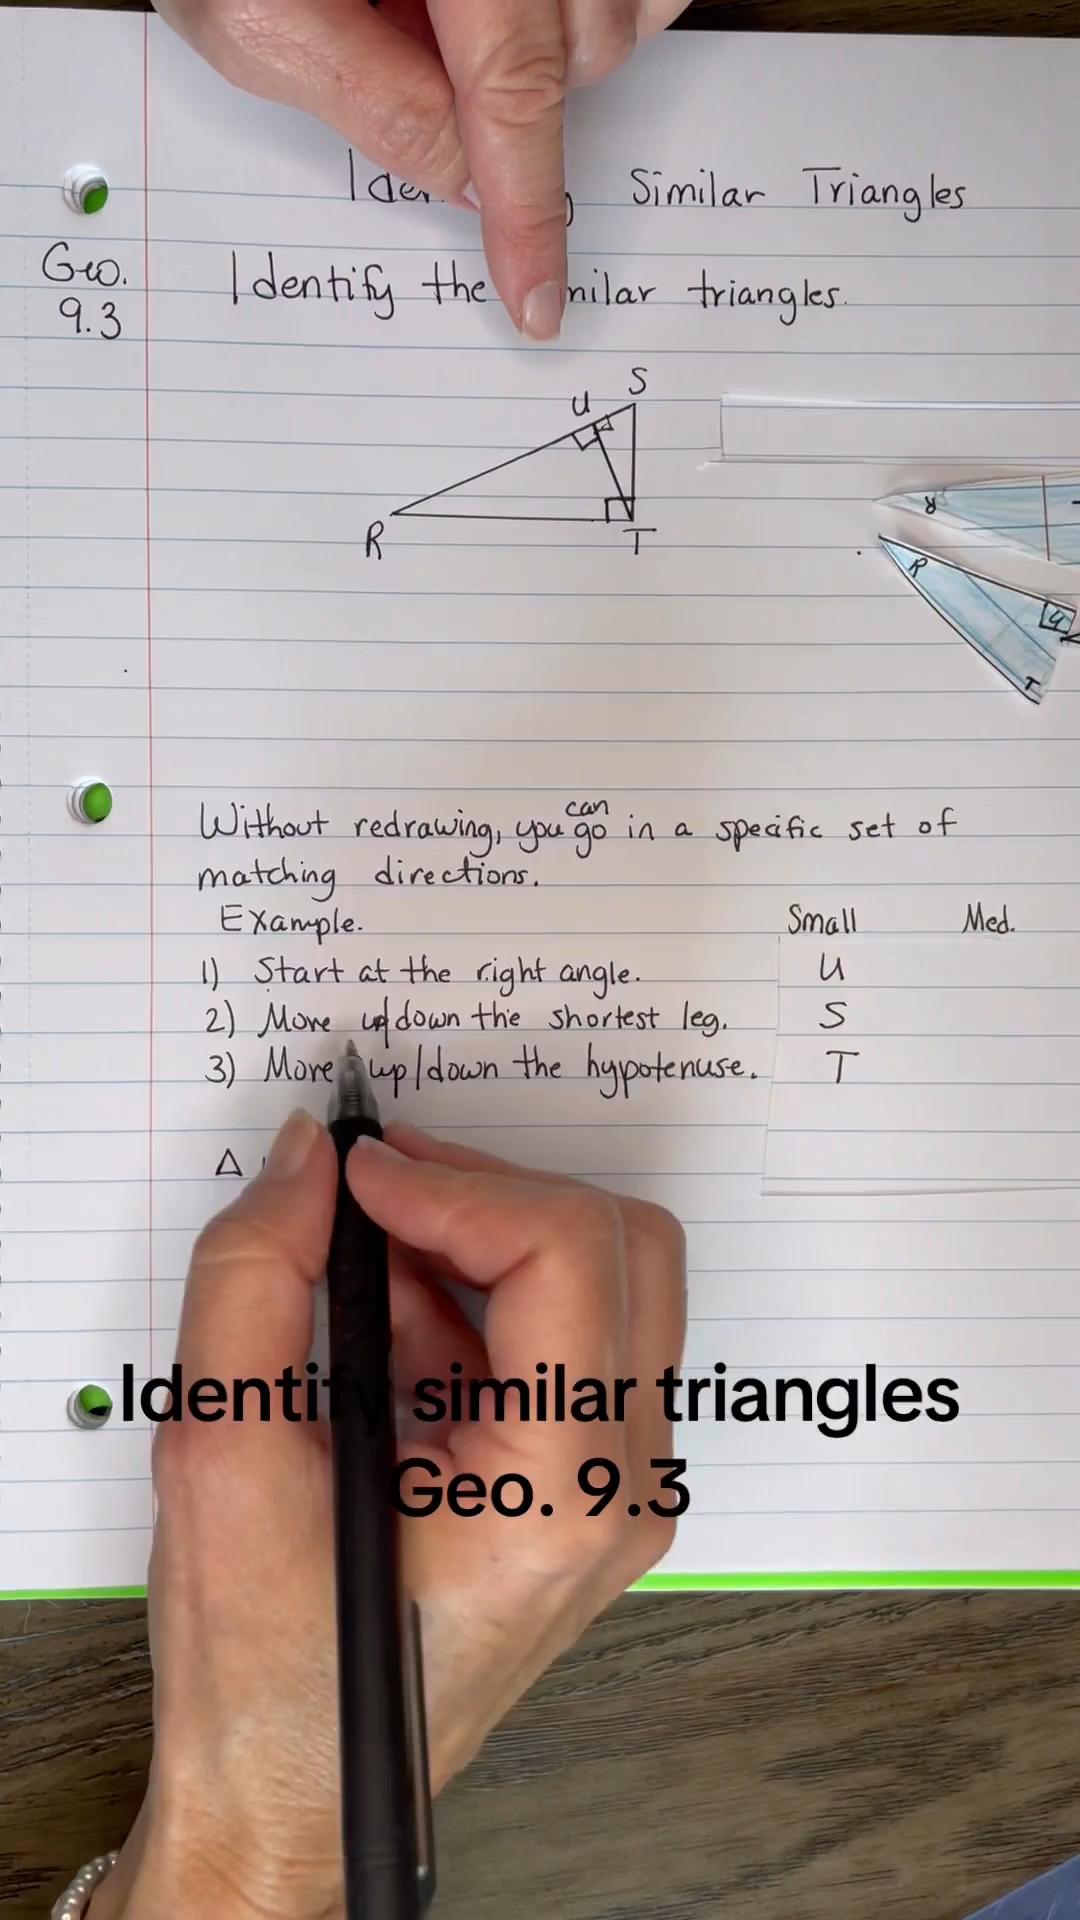 Similar Triangles
Geo.
9.3
Identify the milar triangles.
S
U
R
T
R
R
U
T
can
Without redrawing, you go in a specific set of
matching directions.
Example. Small Med.
1) Start at the right angle. U
2) Move up/down the shortest leg. S
3) Move up/down the hypotenuse. T
Δ
Identify similar triangles
Geo. 9.3